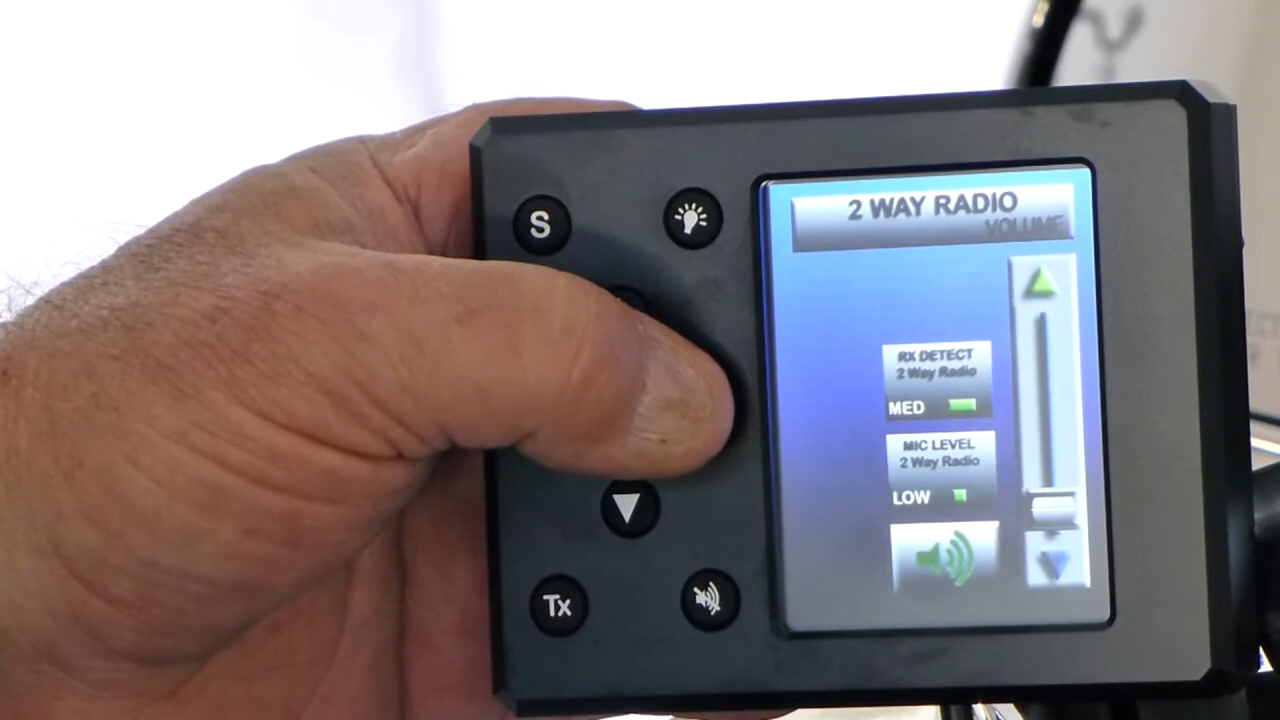 S
2 WAY RADIO
VOLUME
RX DETECT
2 Way Radio
MED
MIC LEVEL
2 Way Radio
LOW
Tx